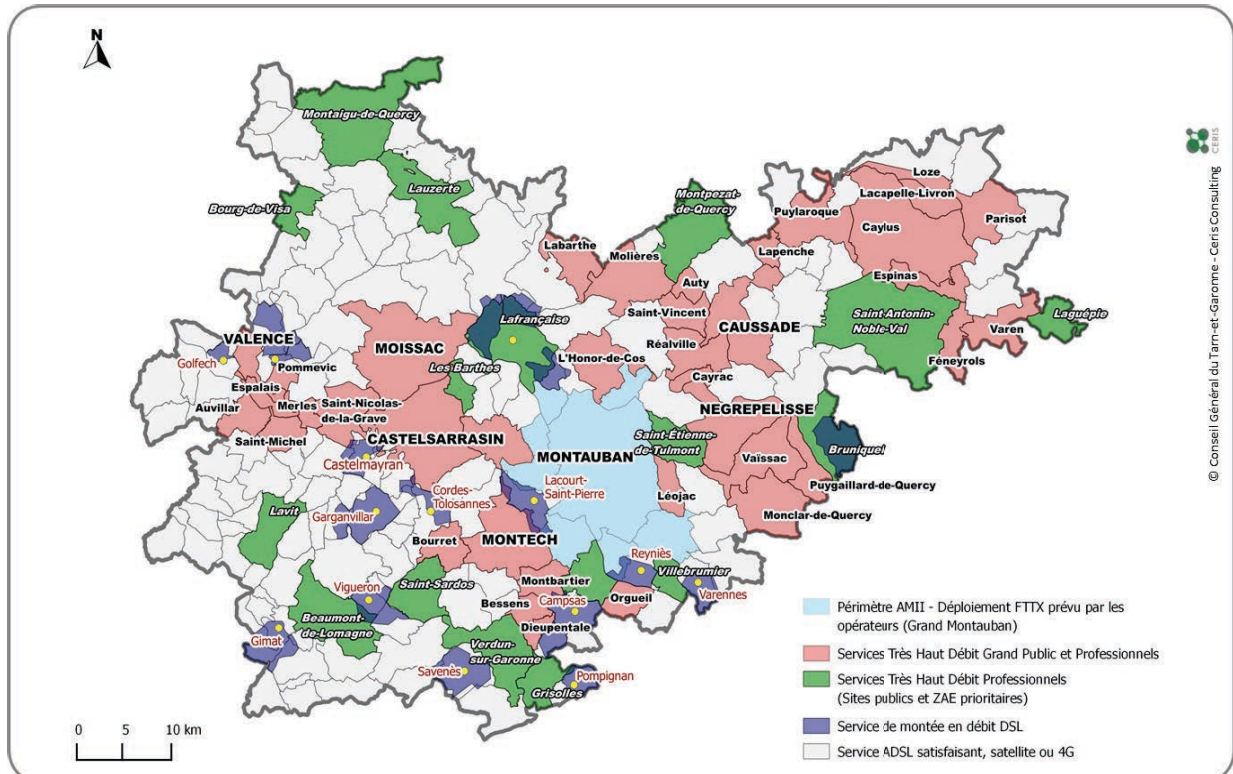 N
Montaigu-de-Quercy
Lauzerte
Bourg-de-Visa
Montpezat-
de-Quercy
Loze
Lacapelle-Livron
Puylaroque
Parisot
Caylus
Labarthe
Molières
Lapenche
Espinas
Auty
Saint-Antonin-
Noble-Val
Laguépie
Lafrançaise
Saint-Vincent
CAUSSADE
Varen
VALENCE
MOISSAC
Réalville
Féneyrols
L'Honor-de-Cos
Golfech
Pommevic
Les Barthes
Cayrac
Espalais
NEGREPELISSE
Auvillar
Merles
Saint-Nicolas-
de-la-Grave
Saint-Michel
CASTELSARRASIN
MONTAUBAN
Saint-Étienne-
de-Tulmont
Bruniquel
Vaïssac
Castelmayran
Puygaillard-de-Quercy
Cordes-
Tolosannes
Lacourt-
Saint-Pierre
Léojac
Garganvillar
Monclar-de-Quercy
Lavit
Bourret
MONTECH
Reyniès
Villebrumier
Montbartier
Saint-Sardos
Vigueron
Varennes
Bessens
Campsas
Orgueil
Beaumont-
de-Lomagne
Dieupentale
Gimat
Verdun-
sur-Garonne
Savenès
Pompignan
Grisolles
0 5 10 km
Périmètre AMII - Déploiement FTTX prévu par les
opérateurs (Grand Montauban)
Services Très Haut Débit Grand Public et Professionnels
Services Très Haut Débit Professionnels
(Sites publics et ZAE prioritaires)
Service de montée en débit DSL
Service ADSL satisfaisant, satellite ou 4G
CERIS
© Conseil Général du Tarn-et-Garonne - Ceris Consulting